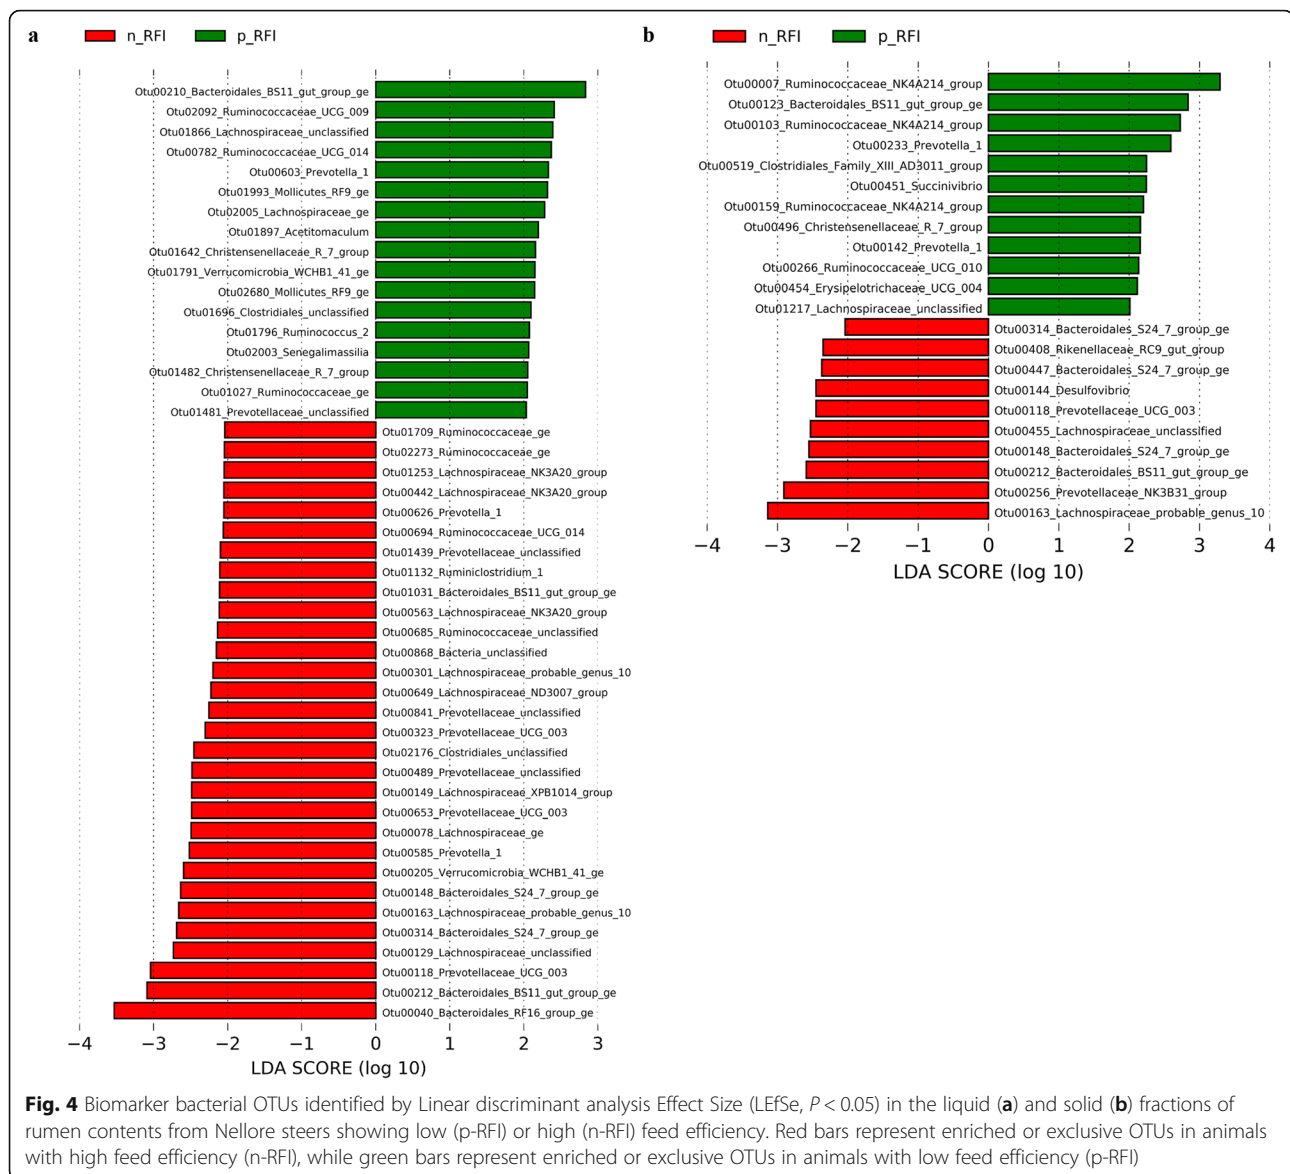 a
n_RFI
p_RFI
Otu00210_Bacteroidales_BS11_gut_group_ge
Otu02092_Ruminococcaceae_UCG_009
Otu01866_Lachnospiraceae_unclassified
Otu00782_Ruminococcaceae_UCG_014
Otu00603_Prevotella_1
Otu01993_Mollicutes_RF9_ge
Otu02005_Lachnospiraceae_ge
Otu01897_Acetitomaculum
Otu01642_Christensenellaceae_R_7_group
Otu01791_Verrucomicrobia_WCHB1_41_ge
Otu02680_Mollicutes_RF9_ge
Otu01696_Clostridiales_unclassified
Otu01796_Ruminococcus_2
Otu02003_Senegalimassilia
Otu01482_Christensenellaceae_R_7_group
Otu01027_Ruminococcaceae_ge
Otu01481_Prevotellaceae_unclassified
Otu01709_Ruminococcaceae_ge
Otu02273_Ruminococcaceae_ge
Otu01253_Lachnospiraceae_NK3A20_group
Otu00442_Lachnospiraceae_NK3A20_group
Otu00626_Prevotella_1
Otu00694_Ruminococcaceae_UCG_014
Otu01439_Prevotellaceae_unclassified
Otu01132_Ruminiclostridium_1
Otu01031_Bacteroidales_BS11_gut_group_ge
Otu00563_Lachnospiraceae_NK3A20_group
Otu00685_Ruminococcaceae_unclassified
Otu00868_Bacteria_unclassified
Otu00301_Lachnospiraceae_probable_genus_10
Otu00649_Lachnospiraceae_ND3007_group
Otu00841_Prevotellaceae_unclassified
Otu00323_Prevotellaceae_UCG_003
Otu02176_Clostridiales_unclassified
Otu00489_Prevotellaceae_unclassified
Otu00149_Lachnospiraceae_XPB1014_group
Otu00653_Prevotellaceae_UCG_003
Otu00078_Lachnospiraceae_ge
Otu00585_Prevotella_1
Otu00205_Verrucomicrobia_WCHB1_41_ge
Otu00148_Bacteroidales_S24_7_group_ge
Otu00163_Lachnospiraceae_probable_genus_10
Otu00314_Bacteroidales_S24_7_group_ge
Otu00129_Lachnospiraceae_unclassified
Otu00118_Prevotellaceae_UCG_003
Otu00212_Bacteroidales_BS11_gut_group_ge
Otu00040_Bacteroidales_RF16_group_ge
−4 −3 −2 −1 0 1 2 3
LDA SCORE (log 10)
b
n_RFI
p_RFI
Otu00007_Ruminococcaceae_NK4A214_group
Otu00123_Bacteroidales_BS11_gut_group_ge
Otu00103_Ruminococcaceae_NK4A214_group
Otu00233_Prevotella_1
Otu00519_Clostridiales_Family_XIII_AD3011_group
Otu00451_Succinivibrio
Otu00159_Ruminococcaceae_NK4A214_group
Otu00496_Christensenellaceae_R_7_group
Otu00142_Prevotella_1
Otu00266_Ruminococcaceae_UCG_010
Otu00454_Erysipelotrichaceae_UCG_004
Otu01217_Lachnospiraceae_unclassified
Otu00314_Bacteroidales_S24_7_group_ge
Otu00408_Rikenellaceae_RC9_gut_group
Otu00447_Bacteroidales_S24_7_group_ge
Otu00144_Desulfovibrio
Otu00118_Prevotellaceae_UCG_003
Otu00455_Lachnospiraceae_unclassified
Otu00148_Bacteroidales_S24_7_group_ge
Otu00212_Bacteroidales_BS11_gut_group_ge
Otu00256_Prevotellaceae_NK3B31_group
Otu00163_Lachnospiraceae_probable_genus_10
−4 −3 −2 −1 0 1 2 3 4
LDA SCORE (log 10)
Fig. 4 Biomarker bacterial OTUs identified by Linear discriminant analysis Effect Size (LEfSe, P < 0.05) in the liquid (a) and solid (b) fractions of
rumen contents from Nellore steers showing low (p-RFI) or high (n-RFI) feed efficiency. Red bars represent enriched or exclusive OTUs in animals
with high feed efficiency (n-RFI), while green bars represent enriched or exclusive OTUs in animals with low feed efficiency (p-RFI)